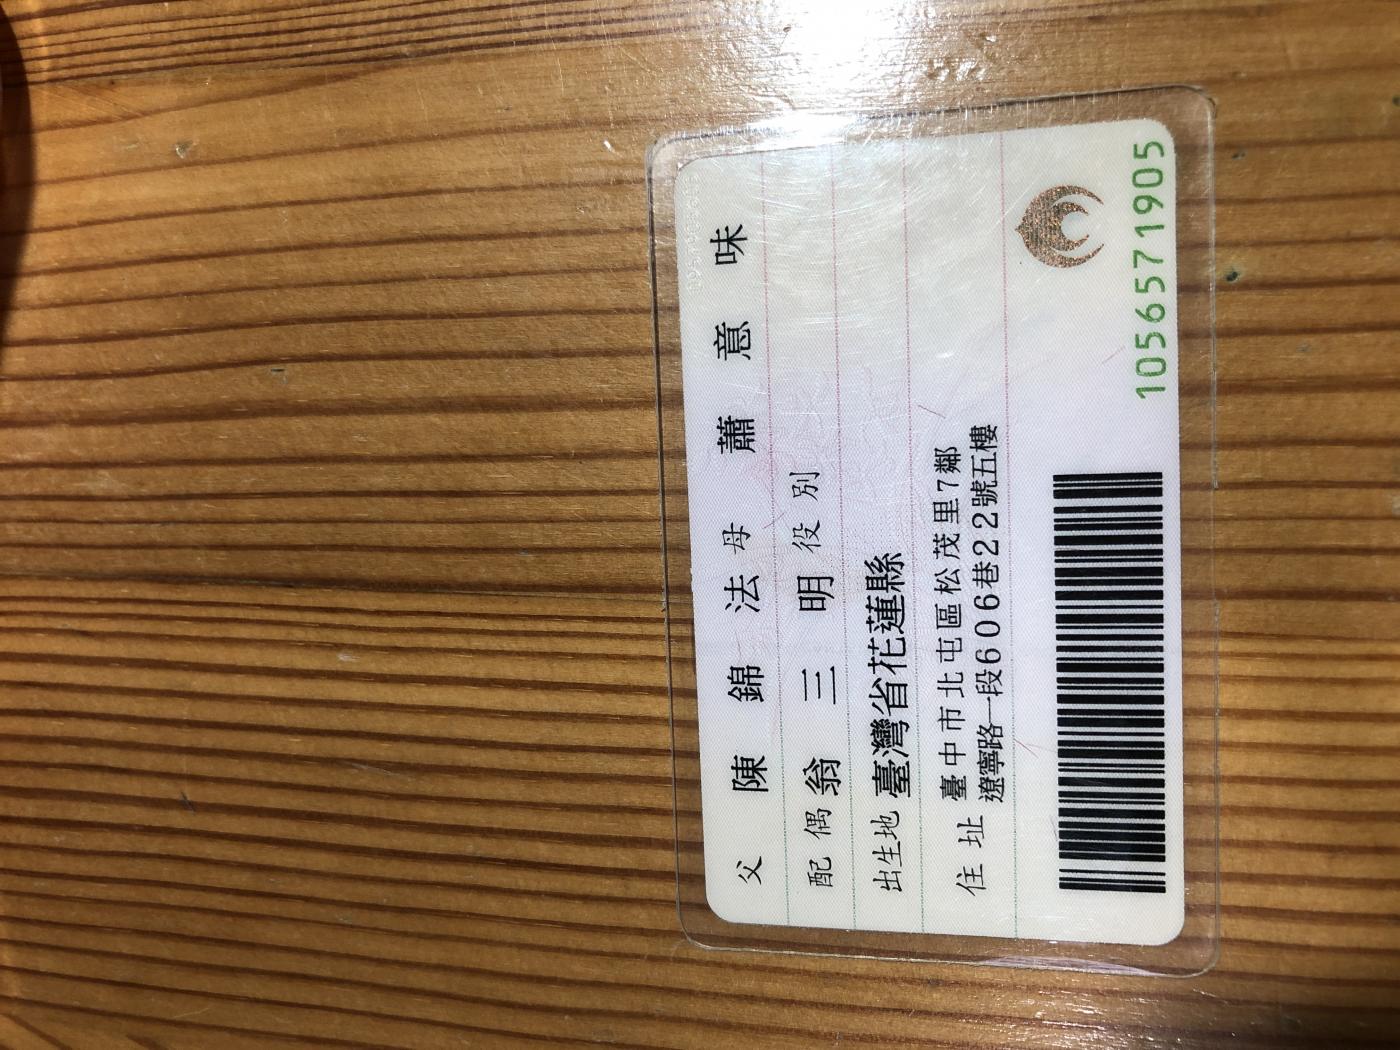 父 陳 錦 法 母 蕭 意 味
配 偶 翁 三 明 役 別
出生地 臺灣省花蓮縣
住 址 臺中市北屯區松茂里7鄰
遼寧路一段606巷22號五樓
1056571905